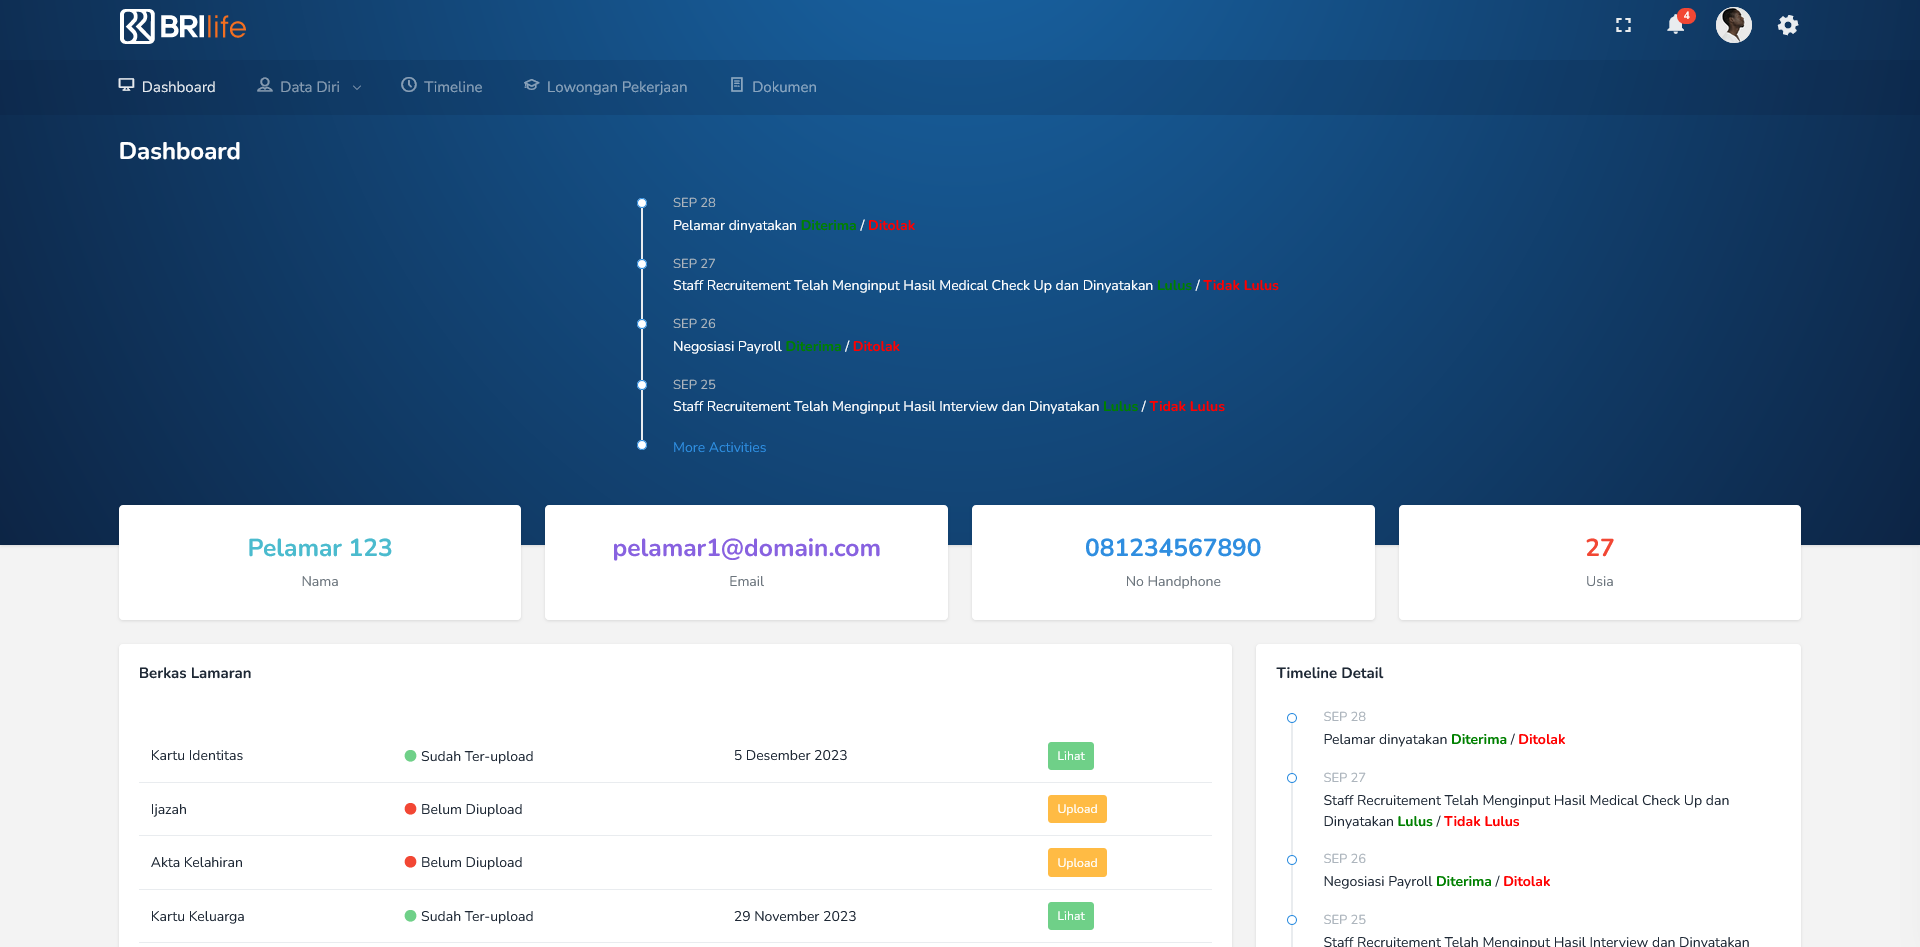 BRI life
4
Dashboard
Data Diri
Timeline
Lowongan Pekerjaan
Dokumen
Dashboard
SEP 28
Pelamar dinyatakan Diterima / Ditolak
SEP 27
Staff Recruitement Telah Menginput Hasil Medical Check Up dan Dinyatakan Lulus / Tidak Lulus
SEP 26
Negosiasi Payroll Diterima / Ditolak
SEP 25
Staff Recruitement Telah Menginput Hasil Interview dan Dinyatakan Lulus / Tidak Lulus
More Activities
Pelamar 123
Nama
pelamar1@domain.com
Email
081234567890
No Handphone
27
Usia
Berkas Lamaran
Kartu Identitas Sudah Ter-upload 5 Desember 2023 Lihat
Ijazah Belum Diupload Upload
Akta Kelahiran Belum Diupload Upload
Kartu Keluarga Sudah Ter-upload 29 November 2023 Lihat
Timeline Detail
SEP 28
Pelamar dinyatakan Diterima / Ditolak
SEP 27
Staff Recruitement Telah Menginput Hasil Medical Check Up dan
Dinyatakan Lulus / Tidak Lulus
SEP 26
Negosiasi Payroll Diterima / Ditolak
SEP 25
Staff Recruitement Telah Menginput Hasil Interview dan Dinyatakan